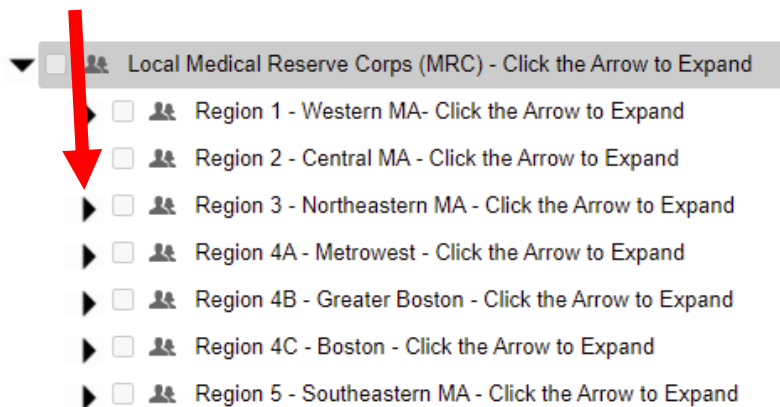 Local Medical Reserve Corps (MRC) - Click the Arrow to Expand
Region 1 - Western MA- Click the Arrow to Expand
Region 2 - Central MA - Click the Arrow to Expand
Region 3 - Northeastern MA - Click the Arrow to Expand
Region 4A - Metrowest - Click the Arrow to Expand
Region 4B - Greater Boston - Click the Arrow to Expand
Region 4C - Boston - Click the Arrow to Expand
Region 5 - Southeastern MA - Click the Arrow to Expand